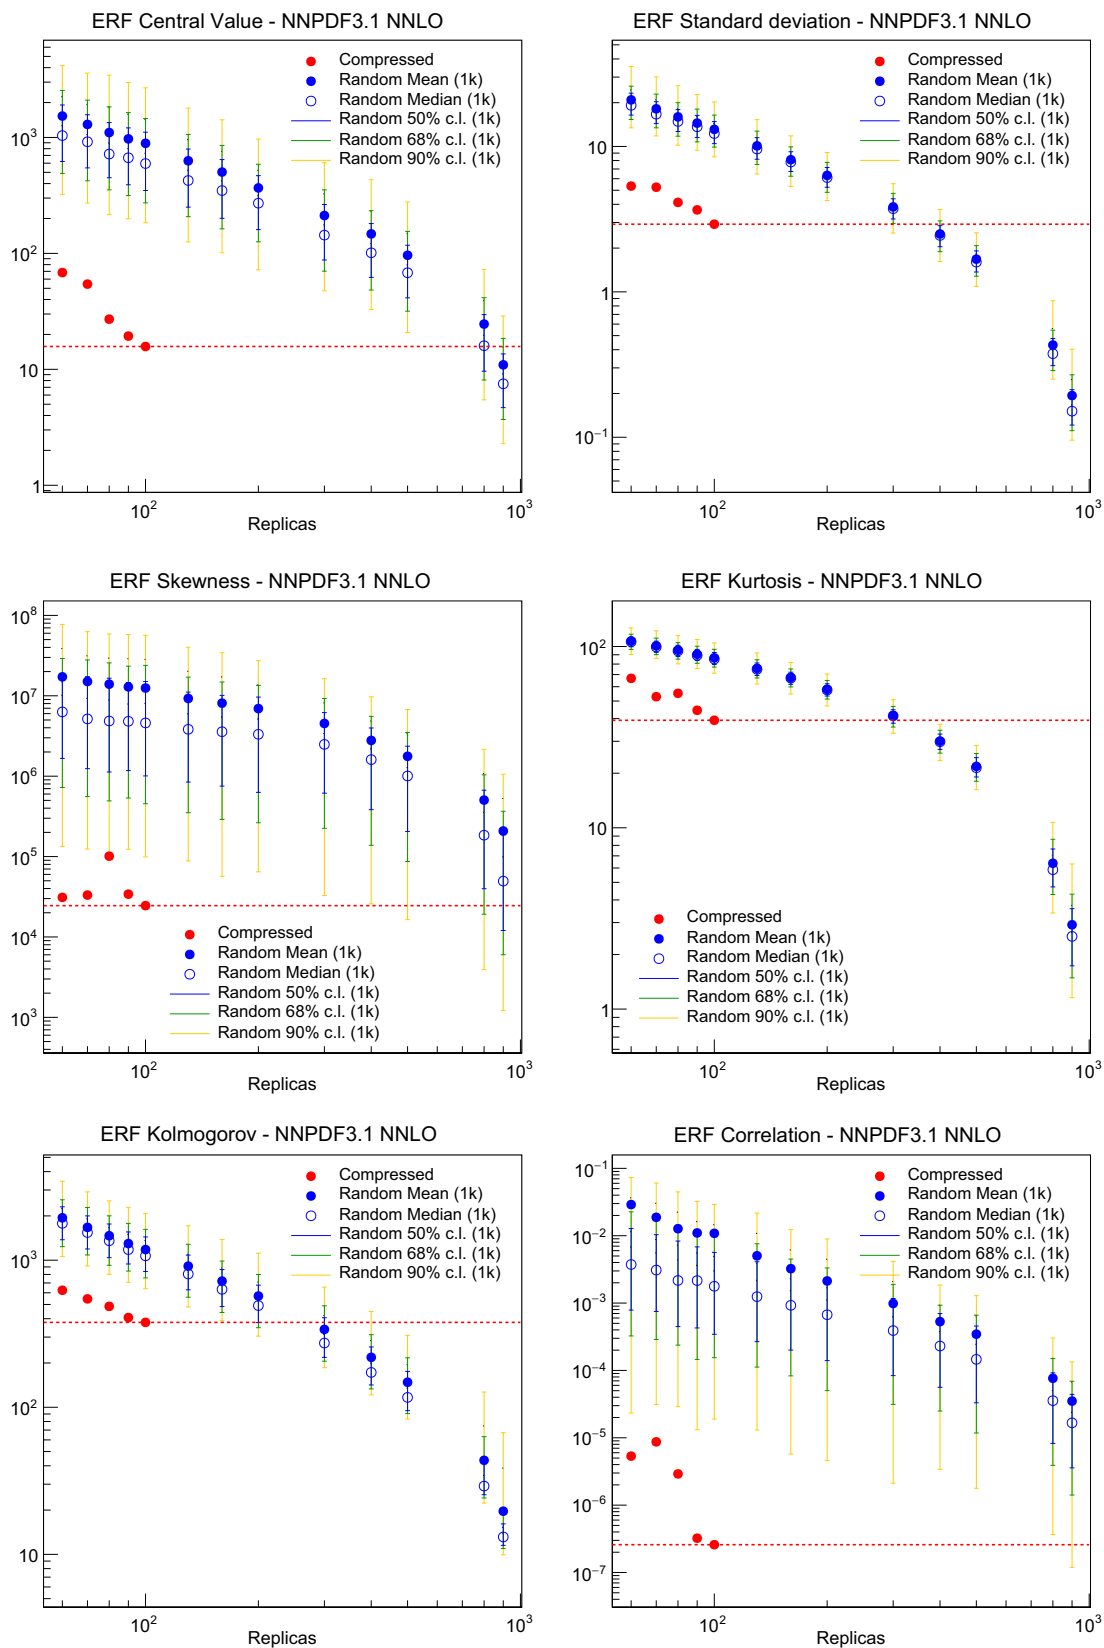 ERF Central Value - NNPDF3.1 NNLO
Compressed
Random Mean (1k)
Random Median (1k)
Random 50% c.l. (1k)
Random 68% c.l. (1k)
Random 90% c.l. (1k)
10³
10²
10
1
10² 10³
Replicas
ERF Standard deviation - NNPDF3.1 NNLO
Compressed
Random Mean (1k)
Random Median (1k)
Random 50% c.l. (1k)
Random 68% c.l. (1k)
Random 90% c.l. (1k)
10
1
10⁻¹
10² 10³
Replicas
ERF Skewness - NNPDF3.1 NNLO
10⁸
10⁷
10⁶
10⁵
10⁴
10³
Compressed
Random Mean (1k)
Random Median (1k)
Random 50% c.l. (1k)
Random 68% c.l. (1k)
Random 90% c.l. (1k)
10² 10³
Replicas
ERF Kurtosis - NNPDF3.1 NNLO
10²
10
1
Compressed
Random Mean (1k)
Random Median (1k)
Random 50% c.l. (1k)
Random 68% c.l. (1k)
Random 90% c.l. (1k)
10² 10³
Replicas
ERF Kolmogorov - NNPDF3.1 NNLO
Compressed
Random Mean (1k)
Random Median (1k)
Random 50% c.l. (1k)
Random 68% c.l. (1k)
Random 90% c.l. (1k)
10³
10²
10
10² 10³
Replicas
ERF Correlation - NNPDF3.1 NNLO
Compressed
Random Mean (1k)
Random Median (1k)
Random 50% c.l. (1k)
Random 68% c.l. (1k)
Random 90% c.l. (1k)
10⁻¹
10⁻²
10⁻³
10⁻⁴
10⁻⁵
10⁻⁶
10⁻⁷
10² 10³
Replicas